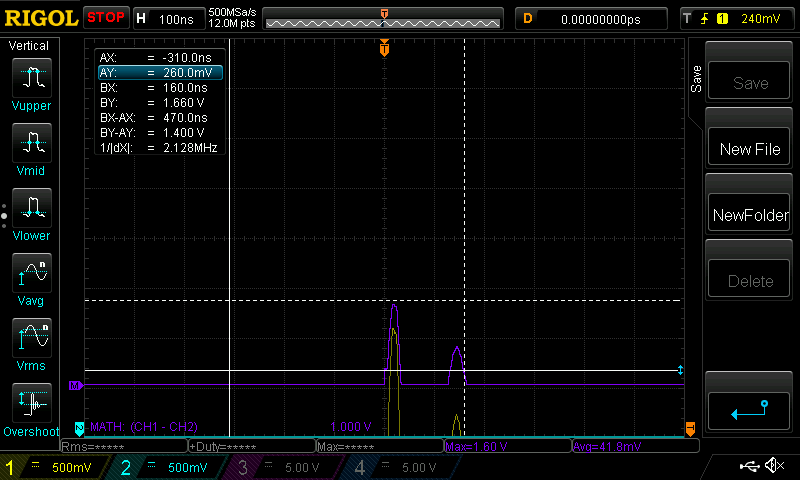 RIGOL STOP H 100ns 500MSa/s 12.0M pts T D 0.00000000ps T 1 240mV
Vertical
Vupper
Vmid
Vlower
n
Vavg
n
Vrms
Overshoot
T
AX: = -310.0ns
AY: = 260.0mV
BX: = 160.0ns
BY: = 1.660 V
BX-AX: = 470.0ns
BY-AY: = 1.400 V
1/|dX|: = 2.128MHz
M
2 MATH: (CH1 - CH2) 1.000 V T
Rms=***** +Duty=***** Max=***** Max=1.60 V Avg=41.8mV
1 = 500mV 2 = 500mV 3 = 5.00 V 4 = 5.00 V
Save
Save
New File
NewFolder
Delete